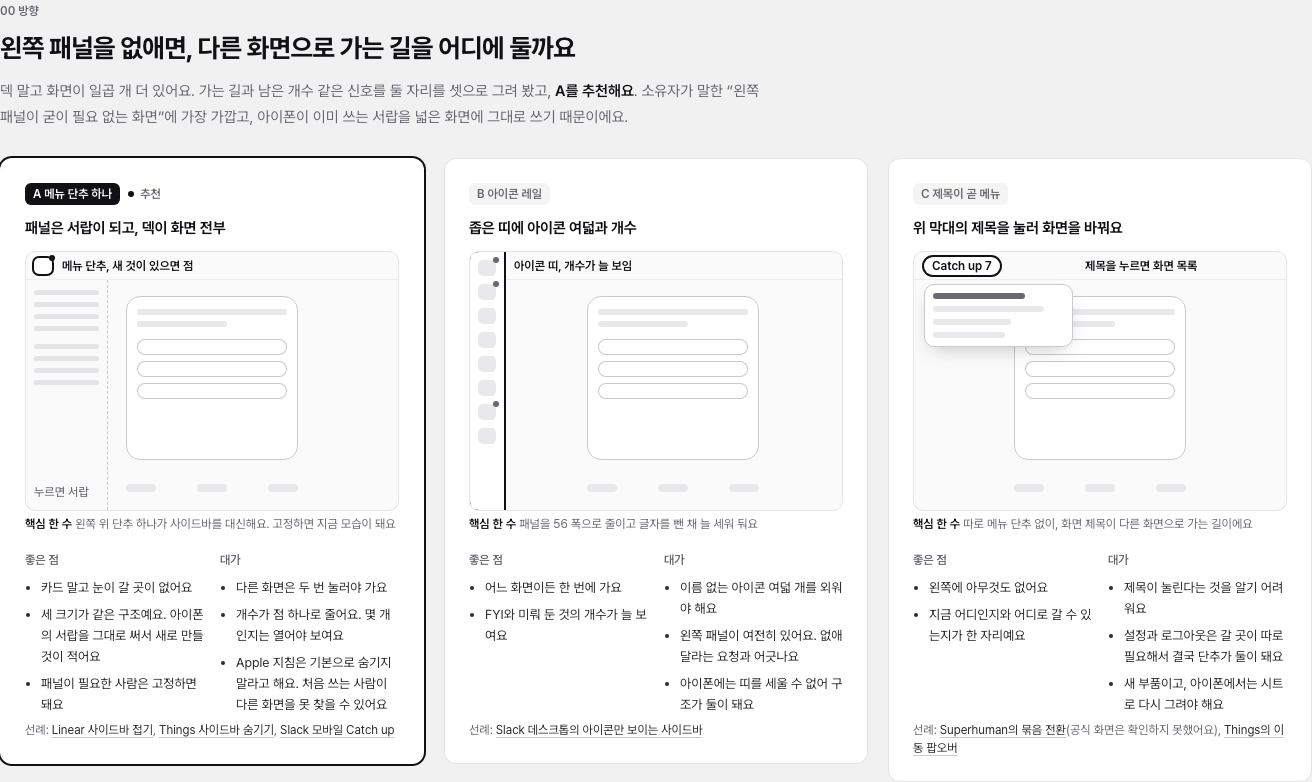 00 방향
왼쪽 패널을 없애면, 다른 화면으로 가는 길을 어디에 둘까요
덱 말고 화면이 일곱 개 더 있어요. 가는 길과 남은 개수 같은 신호를 둘 자리를 셋으로 그려 봤고, A를 추천해요. 소유자가 말한 “왼쪽
패널이 굳이 필요 없는 화면”에 가장 가깝고, 아이폰이 이미 쓰는 서랍을 넓은 화면에 그대로 쓰기 때문이에요.
A 메뉴 단추 하나
추천
패널은 서랍이 되고, 덱이 화면 전부
메뉴 단추, 새 것이 있으면 점
누르면 서랍
핵심 한 수 왼쪽 위 단추 하나가 사이드바를 대신해요. 고정하면 지금 모습이 돼요
좋은 점
• 카드 말고 눈이 갈 곳이 없어요
• 세 크기가 같은 구조예요. 아이폰
의 서랍을 그대로 써서 새로 만들
것이 적어요
• 패널이 필요한 사람은 고정하면
돼요
대가
• 다른 화면은 두 번 눌러야 가요
• 개수가 점 하나로 줄어요. 몇 개
인지는 열어야 보여요
• Apple 지침은 기본으로 숨기지
말라고 해요. 처음 쓰는 사람이
다른 화면을 못 찾을 수 있어요
선례: Linear 사이드바 접기, Things 사이드바 숨기기, Slack 모바일 Catch up
B 아이콘 레일
좁은 띠에 아이콘 여덟과 개수
아이콘 띠, 개수가 늘 보임
핵심 한 수 패널을 56 폭으로 줄이고 글자를 뺀 채 늘 세워 둬요
좋은 점
• 어느 화면이든 한 번에 가요
• FYI와 미뤄 둔 것의 개수가 늘 보
여요
대가
• 이름 없는 아이콘 여덟 개를 외워
야 해요
• 왼쪽 패널이 여전히 있어요. 없애
달라는 요청과 어긋나요
• 아이폰에는 띠를 세울 수 없어 구
조가 둘이 돼요
선례: Slack 데스크톱의 아이콘만 보이는 사이드바
C 제목이 곧 메뉴
위 막대의 제목을 눌러 화면을 바꿔요
Catch up 7
제목을 누르면 화면 목록
핵심 한 수 따로 메뉴 단추 없이, 화면 제목이 다른 화면으로 가는 길이에요
좋은 점
• 왼쪽에 아무것도 없어요
• 지금 어디인지와 어디로 갈 수 있
는지가 한 자리예요
대가
• 제목이 눌린다는 것을 알기 어려
워요
• 설정과 로그아웃은 갈 곳이 따로
필요해서 결국 단추가 둘이 돼요
• 새 부품이고, 아이폰에서는 시트
로 다시 그려야 해요
선례: Superhuman의 묶음 전환(공식 화면은 확인하지 못했어요), Things의 이
동 팝오버